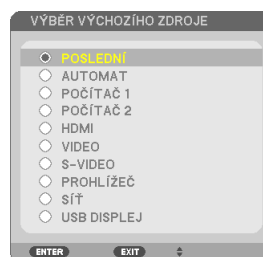 VÝBĚR VÝCHOZÍHO ZDROJE
POSLEDNÍ
AUTOMAT
POČÍTAČ 1
POČÍTAČ 2
HDMI
VIDEO
S-VIDEO
PROHLÍŽEČ
SÍŤ
USB DISPLEJ
ENTER EXIT